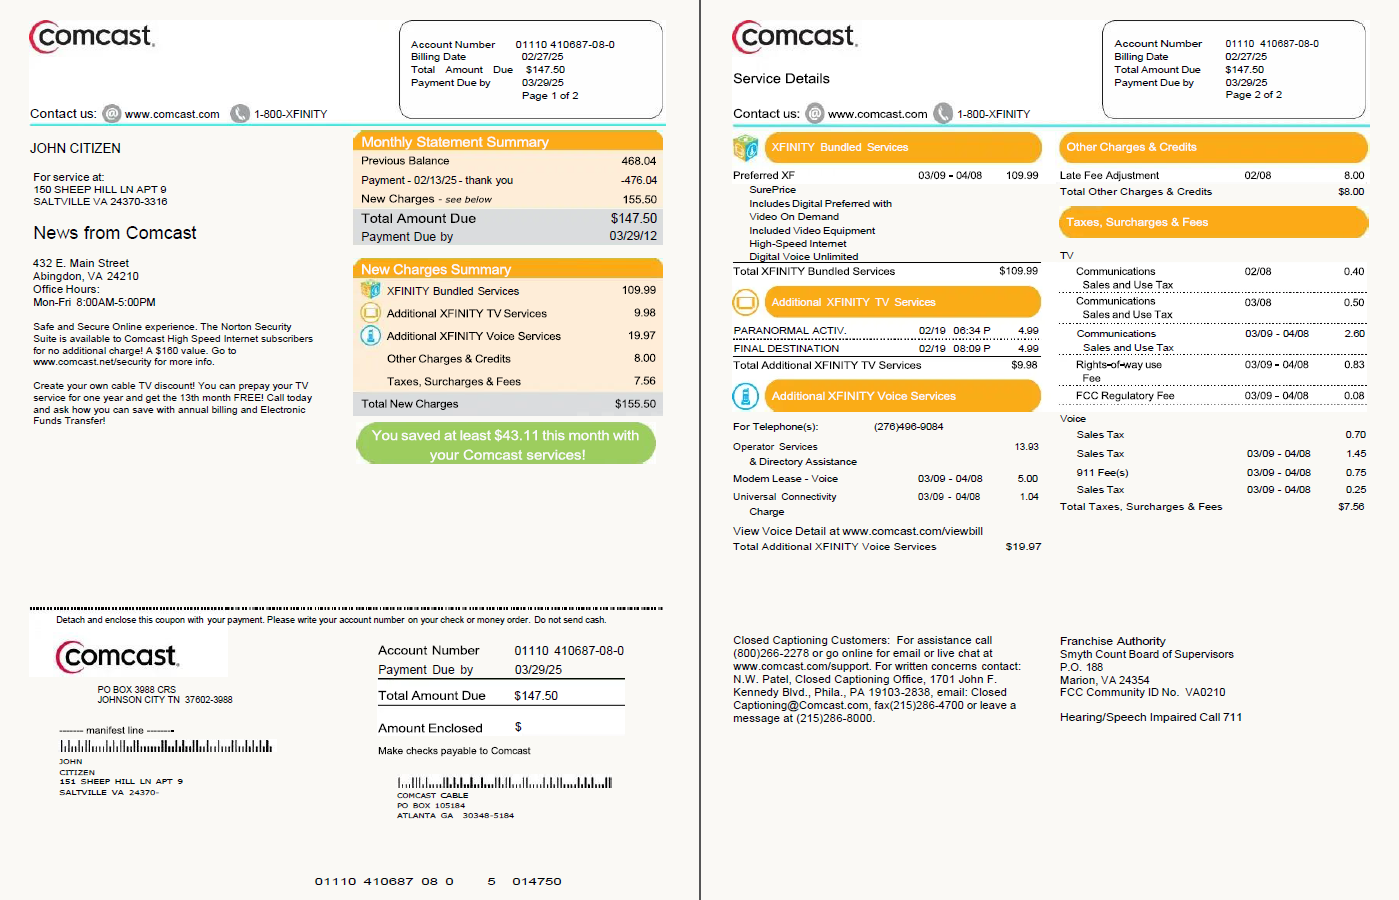 comcast.
Account Number 01110 410687-08-0
Billing Date 02/27/25
Total Amount Due $147.50
Payment Due by 03/29/25
Page 1 of 2
Contact us: @ www.comcast.com 1-800-XFINITY
JOHN CITIZEN
For service at:
150 SHEEP HILL LN APT 9
SALTVILLE VA 24370-3316
News from Comcast
432 E. Main Street
Abingdon, VA 24210
Office Hours:
Mon-Fri 8:00AM-5:00PM
Safe and Secure Online experience. The Norton Security
Suite is available to Comcast High Speed Internet subscribers
for no additional charge! A $160 value. Go to
www.comcast.net/security for more info.
Create your own cable TV discount! You can prepay your TV
service for one year and get the 13th month FREE! Call today
and ask how you can save with annual billing and Electronic
Funds Transfer!
Monthly Statement Summary
Previous Balance 468.04
Payment - 02/13/25 - thank you -476.04
New Charges - see below 155.50
Total Amount Due $147.50
Payment Due by 03/29/12
New Charges Summary
XFINITY Bundled Services 109.99
Additional XFINITY TV Services 9.98
Additional XFINITY Voice Services 19.97
Other Charges & Credits 8.00
Taxes, Surcharges & Fees 7.56
Total New Charges $155.50
You saved at least $43.11 this month with
your Comcast services!
Detach and enclose this coupon with your payment. Please write your account number on your check or money order. Do not send cash.
comcast.
PO BOX 3988 CRS
JOHNSON CITY TN 37602-3988
------- manifest line -------
JOHN
CITIZEN
151 SHEEP HILL LN APT 9
SALTVILLE VA 24370-
Account Number 01110 410687-08-0
Payment Due by 03/29/25
Total Amount Due $147.50
Amount Enclosed $
Make checks payable to Comcast
COMCAST CABLE
PO BOX 105184
ATLANTA GA 30348-5184
01110 410687 08 0 5 014750
comcast.
Service Details
Account Number 01110 410687-08-0
Billing Date 02/27/25
Total Amount Due $147.50
Payment Due by 03/29/25
Page 2 of 2
Contact us: @ www.comcast.com 1-800-XFINITY
XFINITY Bundled Services
Preferred XF 03/09 - 04/08 109.99
SurePrice
Includes Digital Preferred with
Video On Demand
Included Video Equipment
High-Speed Internet
Digital Voice Unlimited
Total XFINITY Bundled Services $109.99
Additional XFINITY TV Services
PARANORMAL ACTIV. 02/19 06:34 P 4.99
FINAL DESTINATION 02/19 08:09 P 4.99
Total Additional XFINITY TV Services $9.98
Additional XFINITY Voice Services
For Telephone(s): (276)496-9084
Operator Services 13.93
& Directory Assistance
Modem Lease - Voice 03/09 - 04/08 5.00
Universal Connectivity 03/09 - 04/08 1.04
Charge
View Voice Detail at www.comcast.com/viewbill
Total Additional XFINITY Voice Services $19.97
Other Charges & Credits
Late Fee Adjustment 02/08 8.00
Total Other Charges & Credits $8.00
Taxes, Surcharges & Fees
TV
Communications 02/08 0.40
Sales and Use Tax
Communications 03/08 0.50
Sales and Use Tax
Communications 03/09 - 04/08 2.60
Sales and Use Tax
Rights-of-way use 03/09 - 04/08 0.83
Fee
FCC Regulatory Fee 03/09 - 04/08 0.08
Voice
Sales Tax 0.70
Sales Tax 03/09 - 04/08 1.45
911 Fee(s) 03/09 - 04/08 0.75
Sales Tax 03/09 - 04/08 0.25
Total Taxes, Surcharges & Fees $7.56
Closed Captioning Customers: For assistance call
(800)266-2278 or go online for email or live chat at
www.comcast.com/support. For written concerns contact:
N.W. Patel, Closed Captioning Office, 1701 John F.
Kennedy Blvd., Phila., PA 19103-2838, email: Closed
Captioning@Comcast.com, fax(215)286-4700 or leave a
message at (215)286-8000.
Franchise Authority
Smyth Count Board of Supervisors
P.O. 188
Marion, VA 24354
FCC Community ID No. VA0210
Hearing/Speech Impaired Call 711